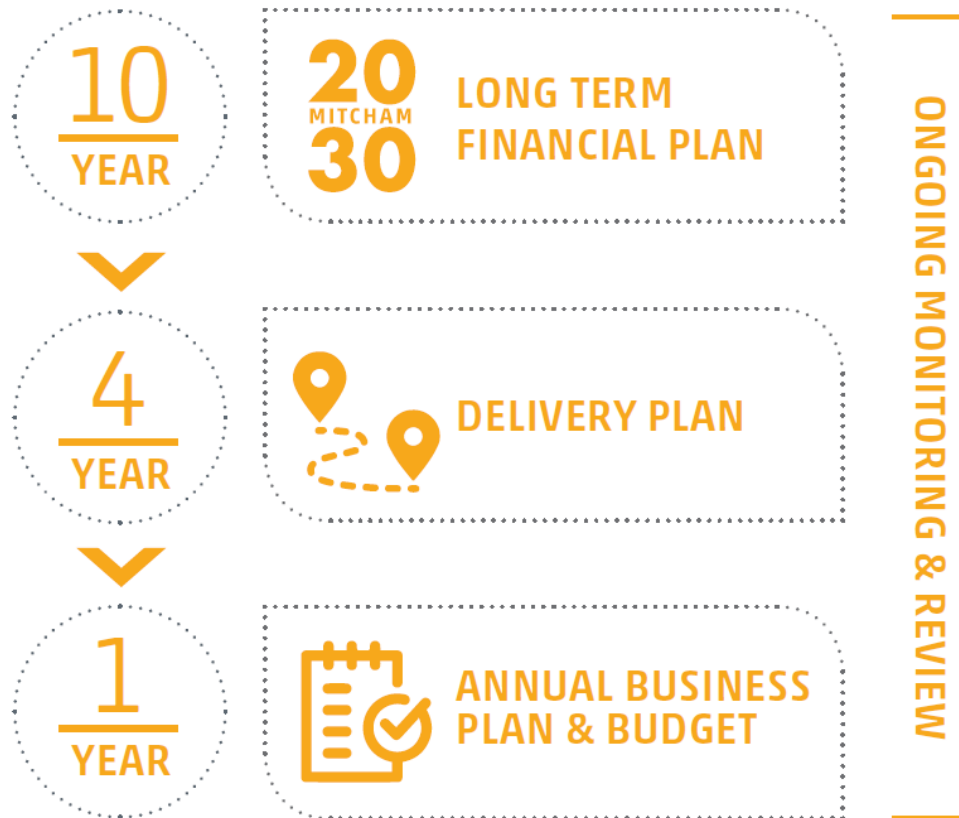 10
YEAR
20
MITCHAM
30
LONG TERM
FINANCIAL PLAN
4
YEAR
DELIVERY PLAN
1
YEAR
ANNUAL BUSINESS
PLAN & BUDGET
ONGOING MONITORING & REVIEW